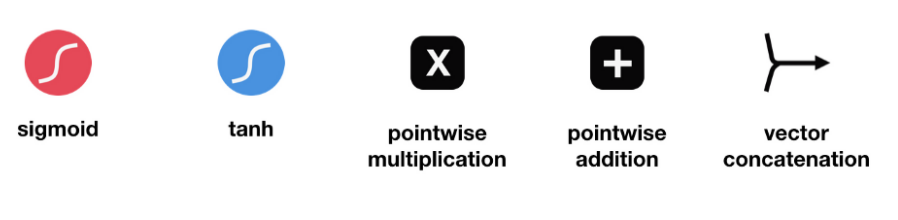 X
sigmoid
tanh
pointwise
multiplication
pointwise
addition
vector
concatenation